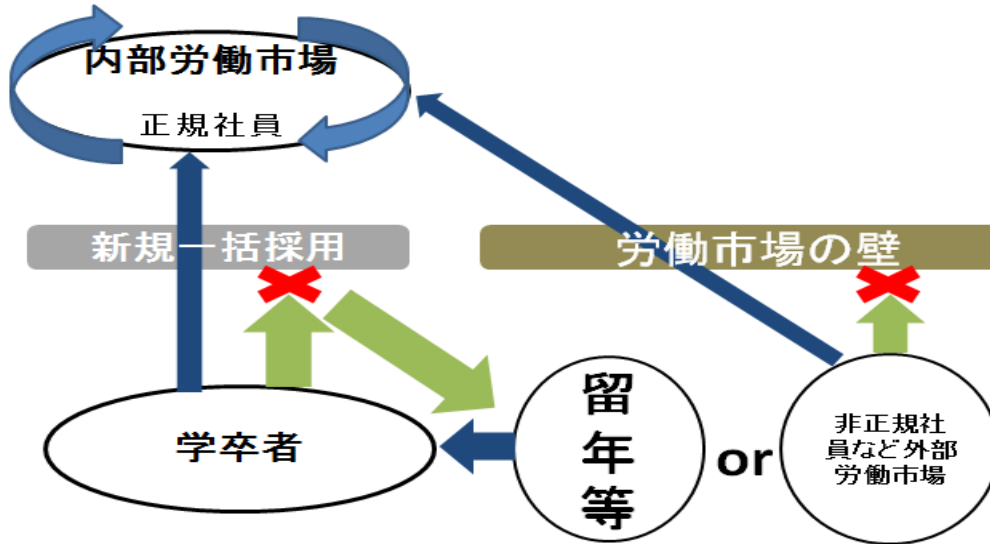 内部労働市場
正規社員
新規一括採用
労働市場の壁
学卒者
留
年
等
or
非正規社
員など外部
労働市場